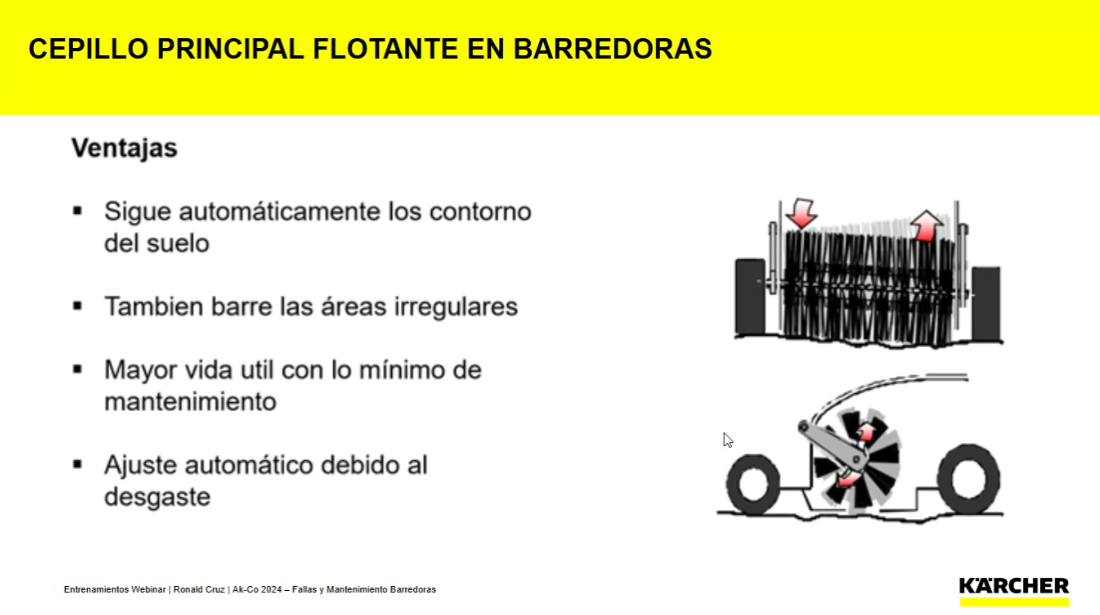 CEPILLO PRINCIPAL FLOTANTE EN BARREDORAS
Ventajas
▪ Sigue automáticamente los contorno
del suelo
▪ Tambien barre las áreas irregulares
▪ Mayor vida util con lo mínimo de
mantenimiento
▪ Ajuste automático debido al
desgaste
Entrenamientos Webinar | Ronald Cruz | Ak-Co 2024 – Fallas y Mantenimiento Barredoras
KÄRCHER